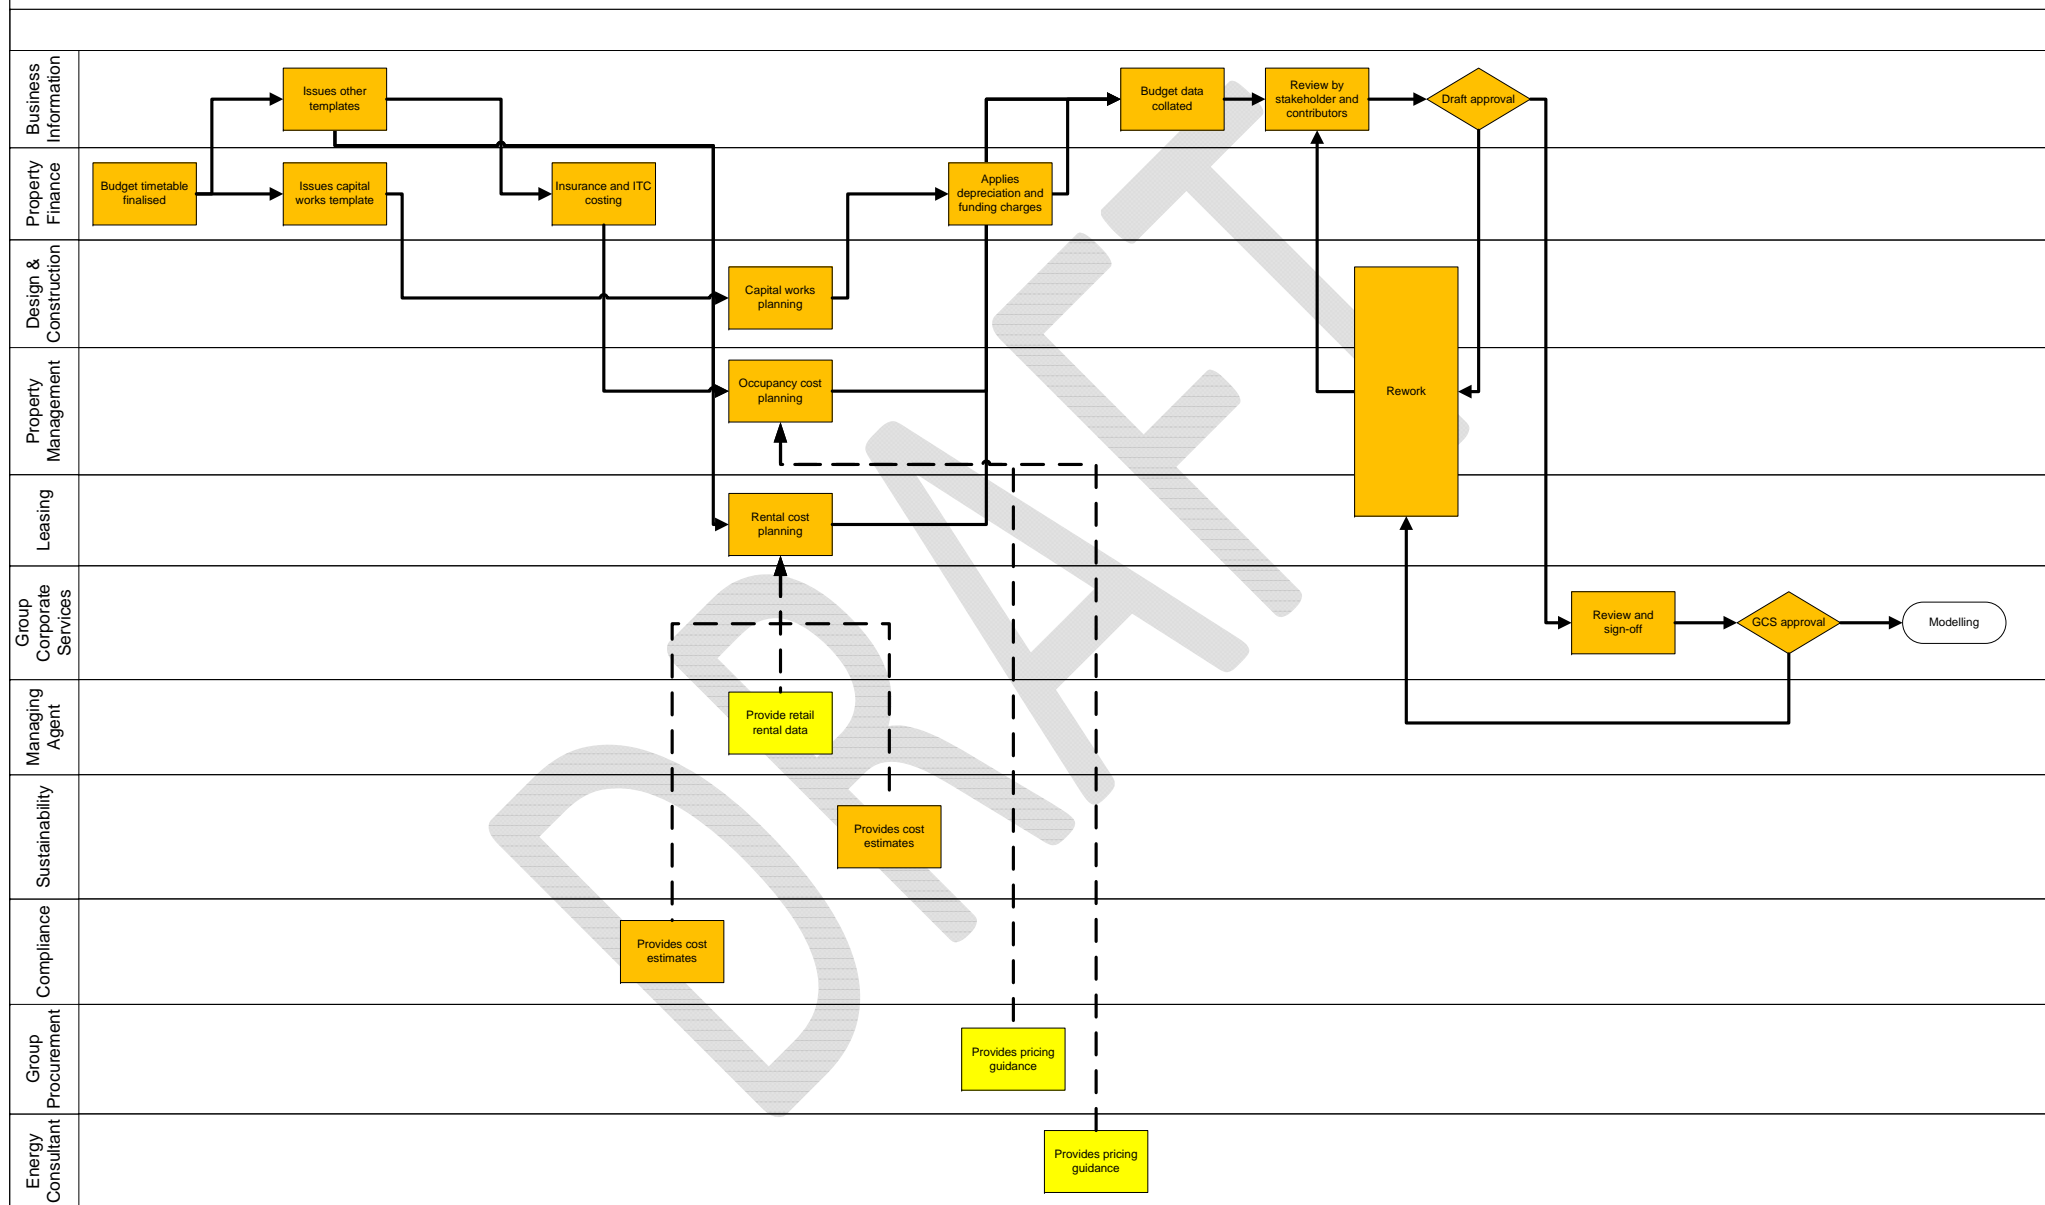 Business
Information
Issues other
templates
Budget data
collated
Review by
stakeholder and
contributors
Draft approval
Property
Finance
Budget timetable
finalised
Issues capital
works template
Insurance and ITC
costing
Applies
depreciation and
funding charges
Design &
Construction
Capital works
planning
Property
Management
Occupancy cost
planning
Rework
Leasing
Rental cost
planning
Group
Corporate
Services
Review and
sign-off
GCS approval
Modelling
Managing
Agent
Provide retail
rental data
Sustainability
Provides cost
estimates
Compliance
Provides cost
estimates
Group
Procurement
Provides pricing
guidance
Energy
Consultant
Provides pricing
guidance
DRAFT